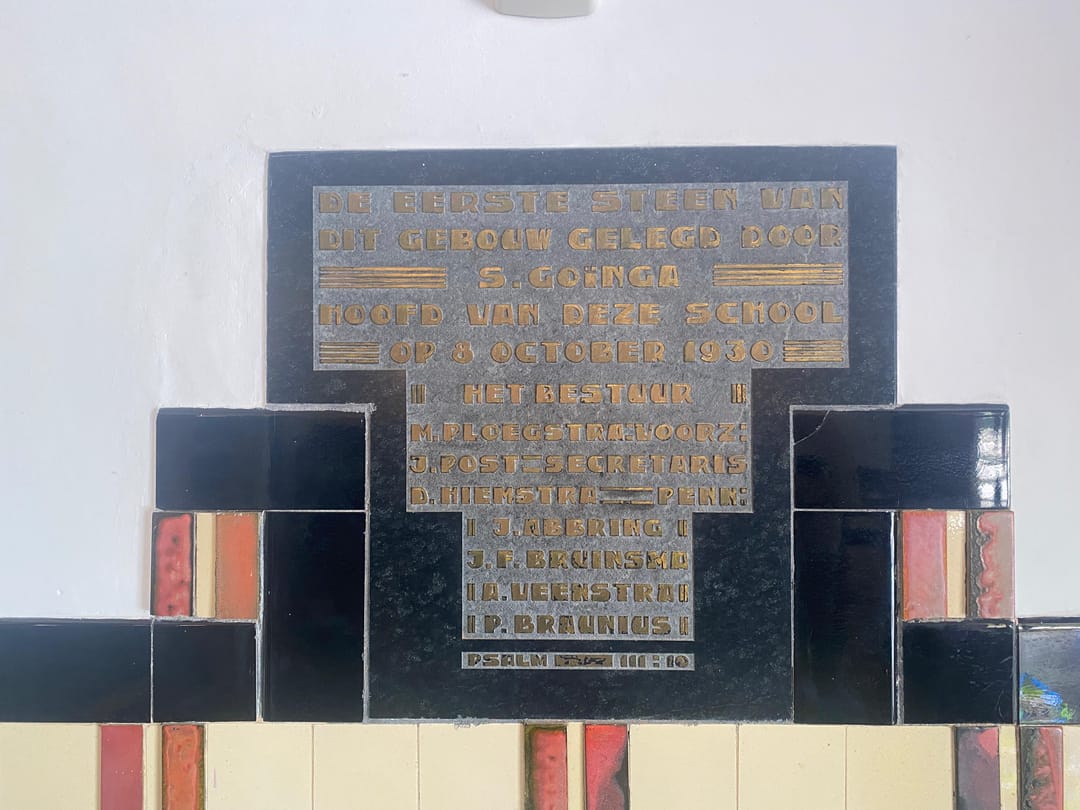 DE EERSTE STEEN VAN
DIT GEBOUW GELEGD DOOR
S. GOÏNGA
HOOFD VAN DEZE SCHOOL
OP 8 OCTOBER 1930
HET BESTUUR
M. PLOEGSTRA. VOORZ:
J. POST = SECRETARIS
D. HIEMSTRA = PENN:
J. ABBRING
J. F. BRUINSMA
A. VEENSTRA
P. BRAUNIUS
PSALM 111:10